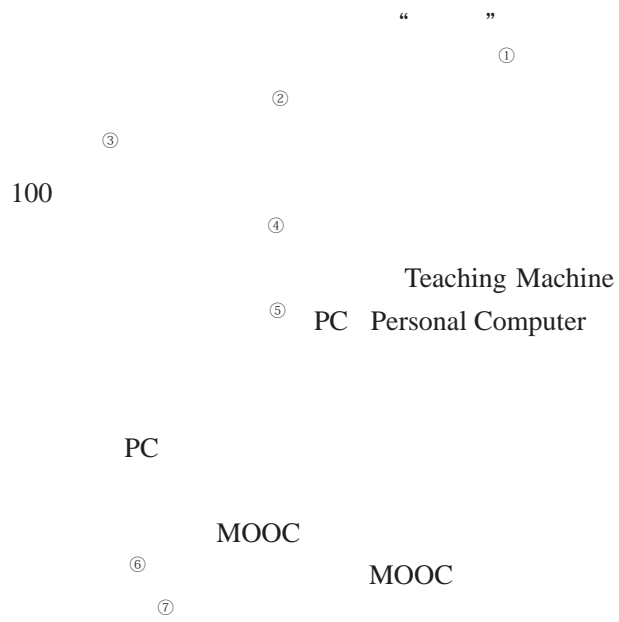 “ ”
①
②
③
100
④
Teaching Machine
⑤ PC Personal Computer
PC
MOOC
⑥ MOOC
⑦